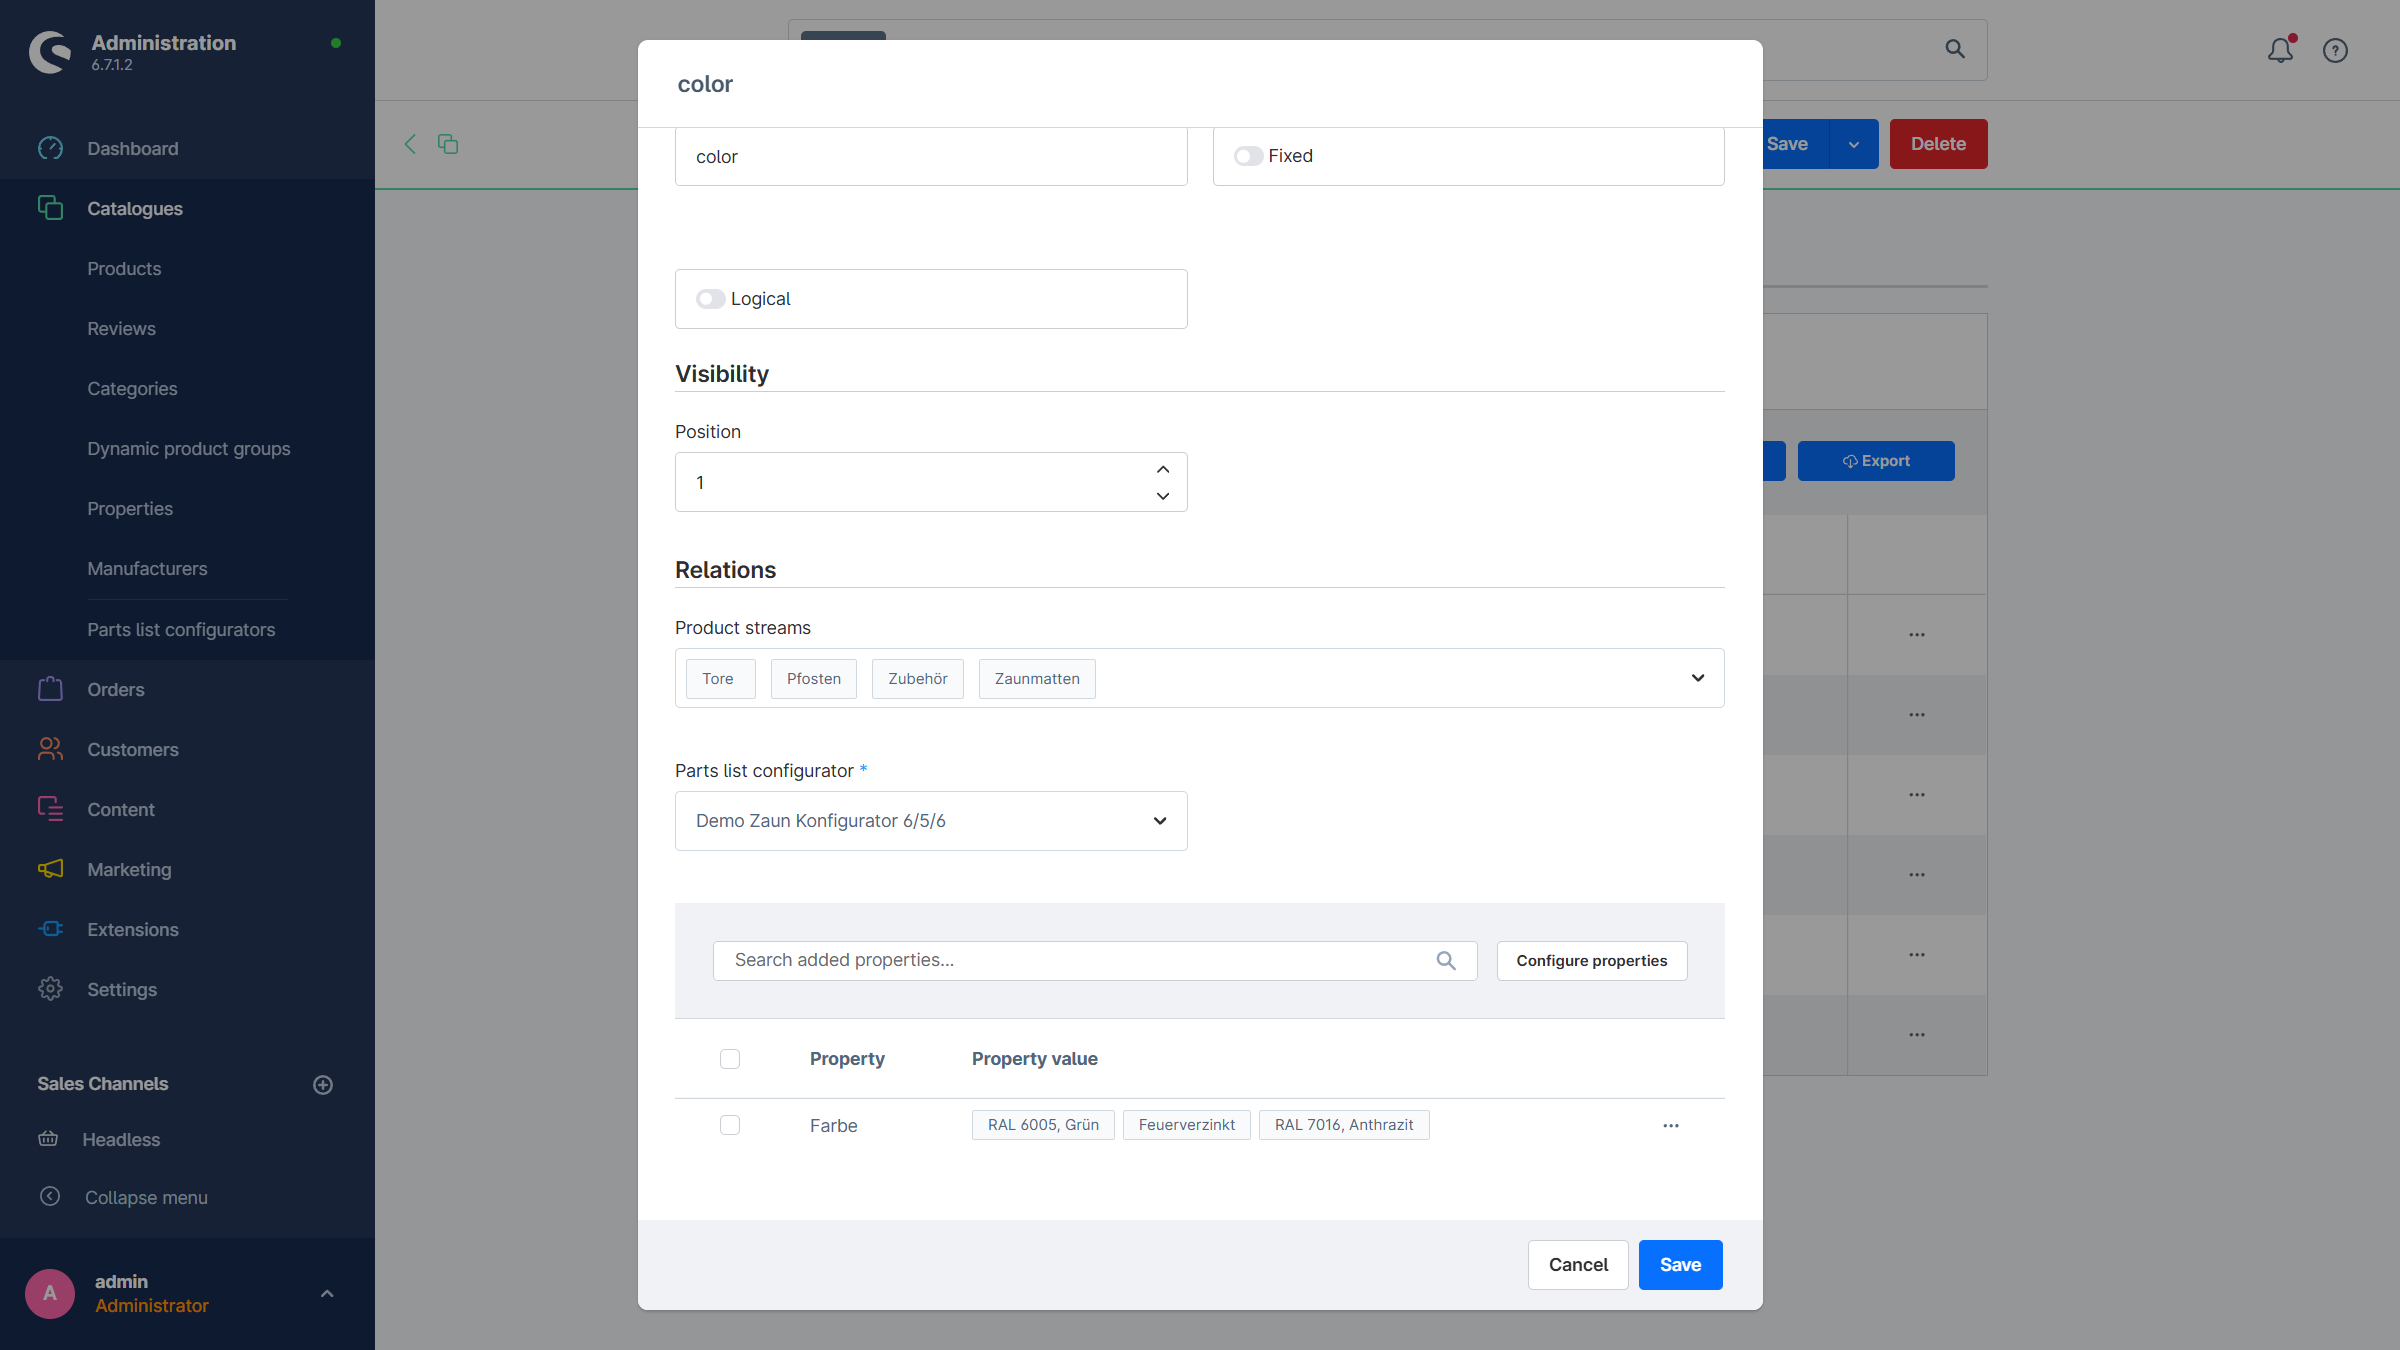 Administration
6.7.1.2
Dashboard
Catalogues
Products
Reviews
Categories
Dynamic product groups
Properties
Manufacturers
Parts list configurators
Orders
Customers
Content
Marketing
Extensions
Settings
Sales Channels
Headless
Collapse menu
A
admin
Administrator
Save
Delete
Export
color
color
Fixed
Logical
Visibility
Position
1
Relations
Product streams
Tore
Pfosten
Zubehör
Zaunmatten
Parts list configurator *
Demo Zaun Konfigurator 6/5/6
Search added properties...
Configure properties
Property
Property value
Farbe
RAL 6005, Grün
Feuerverzinkt
RAL 7016, Anthrazit
Cancel
Save